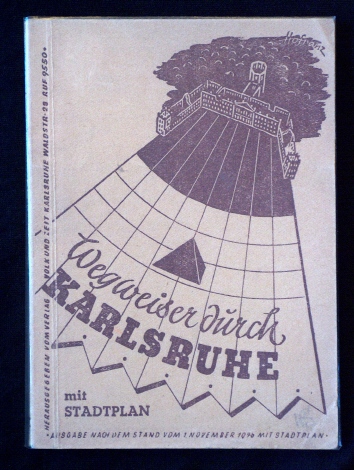 Wegweiser durch
KARLSRUHE
mit
STADTPLAN
HERAUSGEGEBEN VOM VERLAG VOLK UND ZEIT KARLSRUHE WALDSTR. 28 RUF 9550
AUSGABE NACH DEM STAND VOM 1 NOVEMBER 1946 MIT STADTPLAN